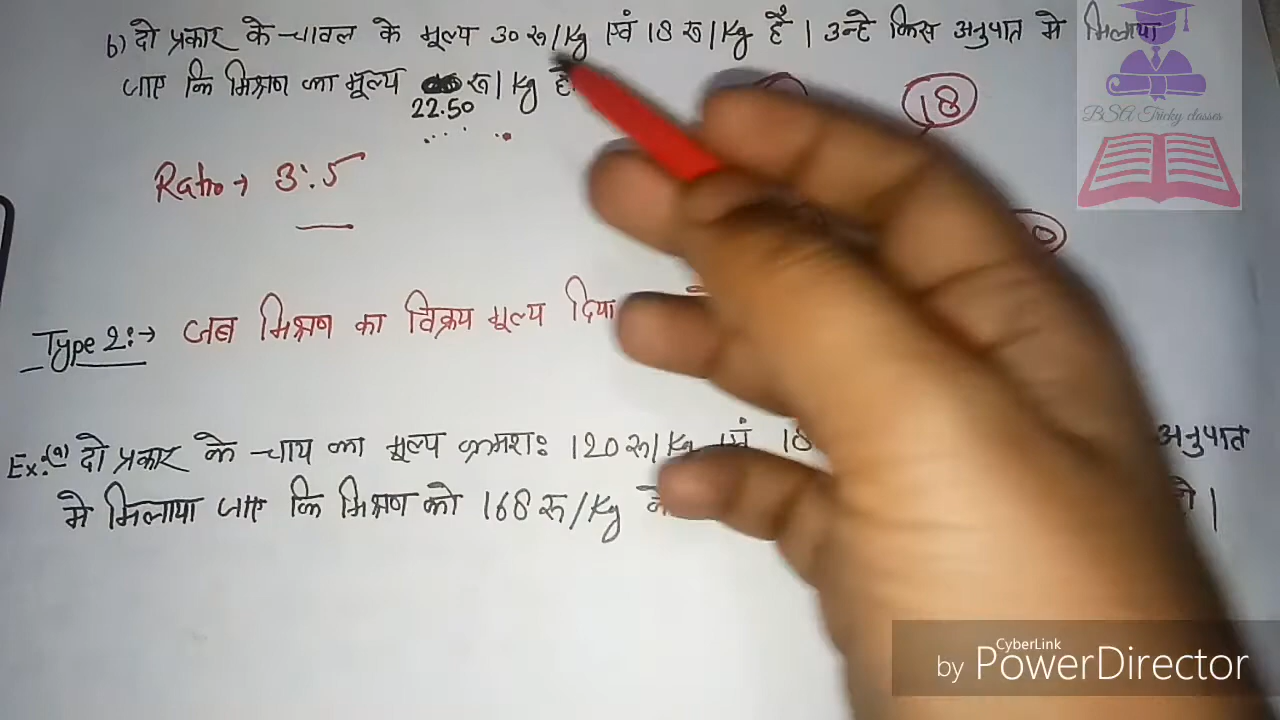 b) दो प्रकार के चावल के मूल्य 30 रू/kg एवं 18 रू/kg है। उन्हे किस अनुपात मे मिलाया
जाए कि मिश्रण का मूल्य रू/kg है
22.50
18
BSA Tricky classes
Ratio → 3:5
Type 2:→ जब मिश्रण का विक्रय मूल्य दिया
Ex:-(a) दो प्रकार के चाय का मूल्य क्रमशः 120 रू/kg एवं 18 अनुपात
मे मिलाया जाए कि मिश्रण को 168 रू/kg
CyberLink
by PowerDirector